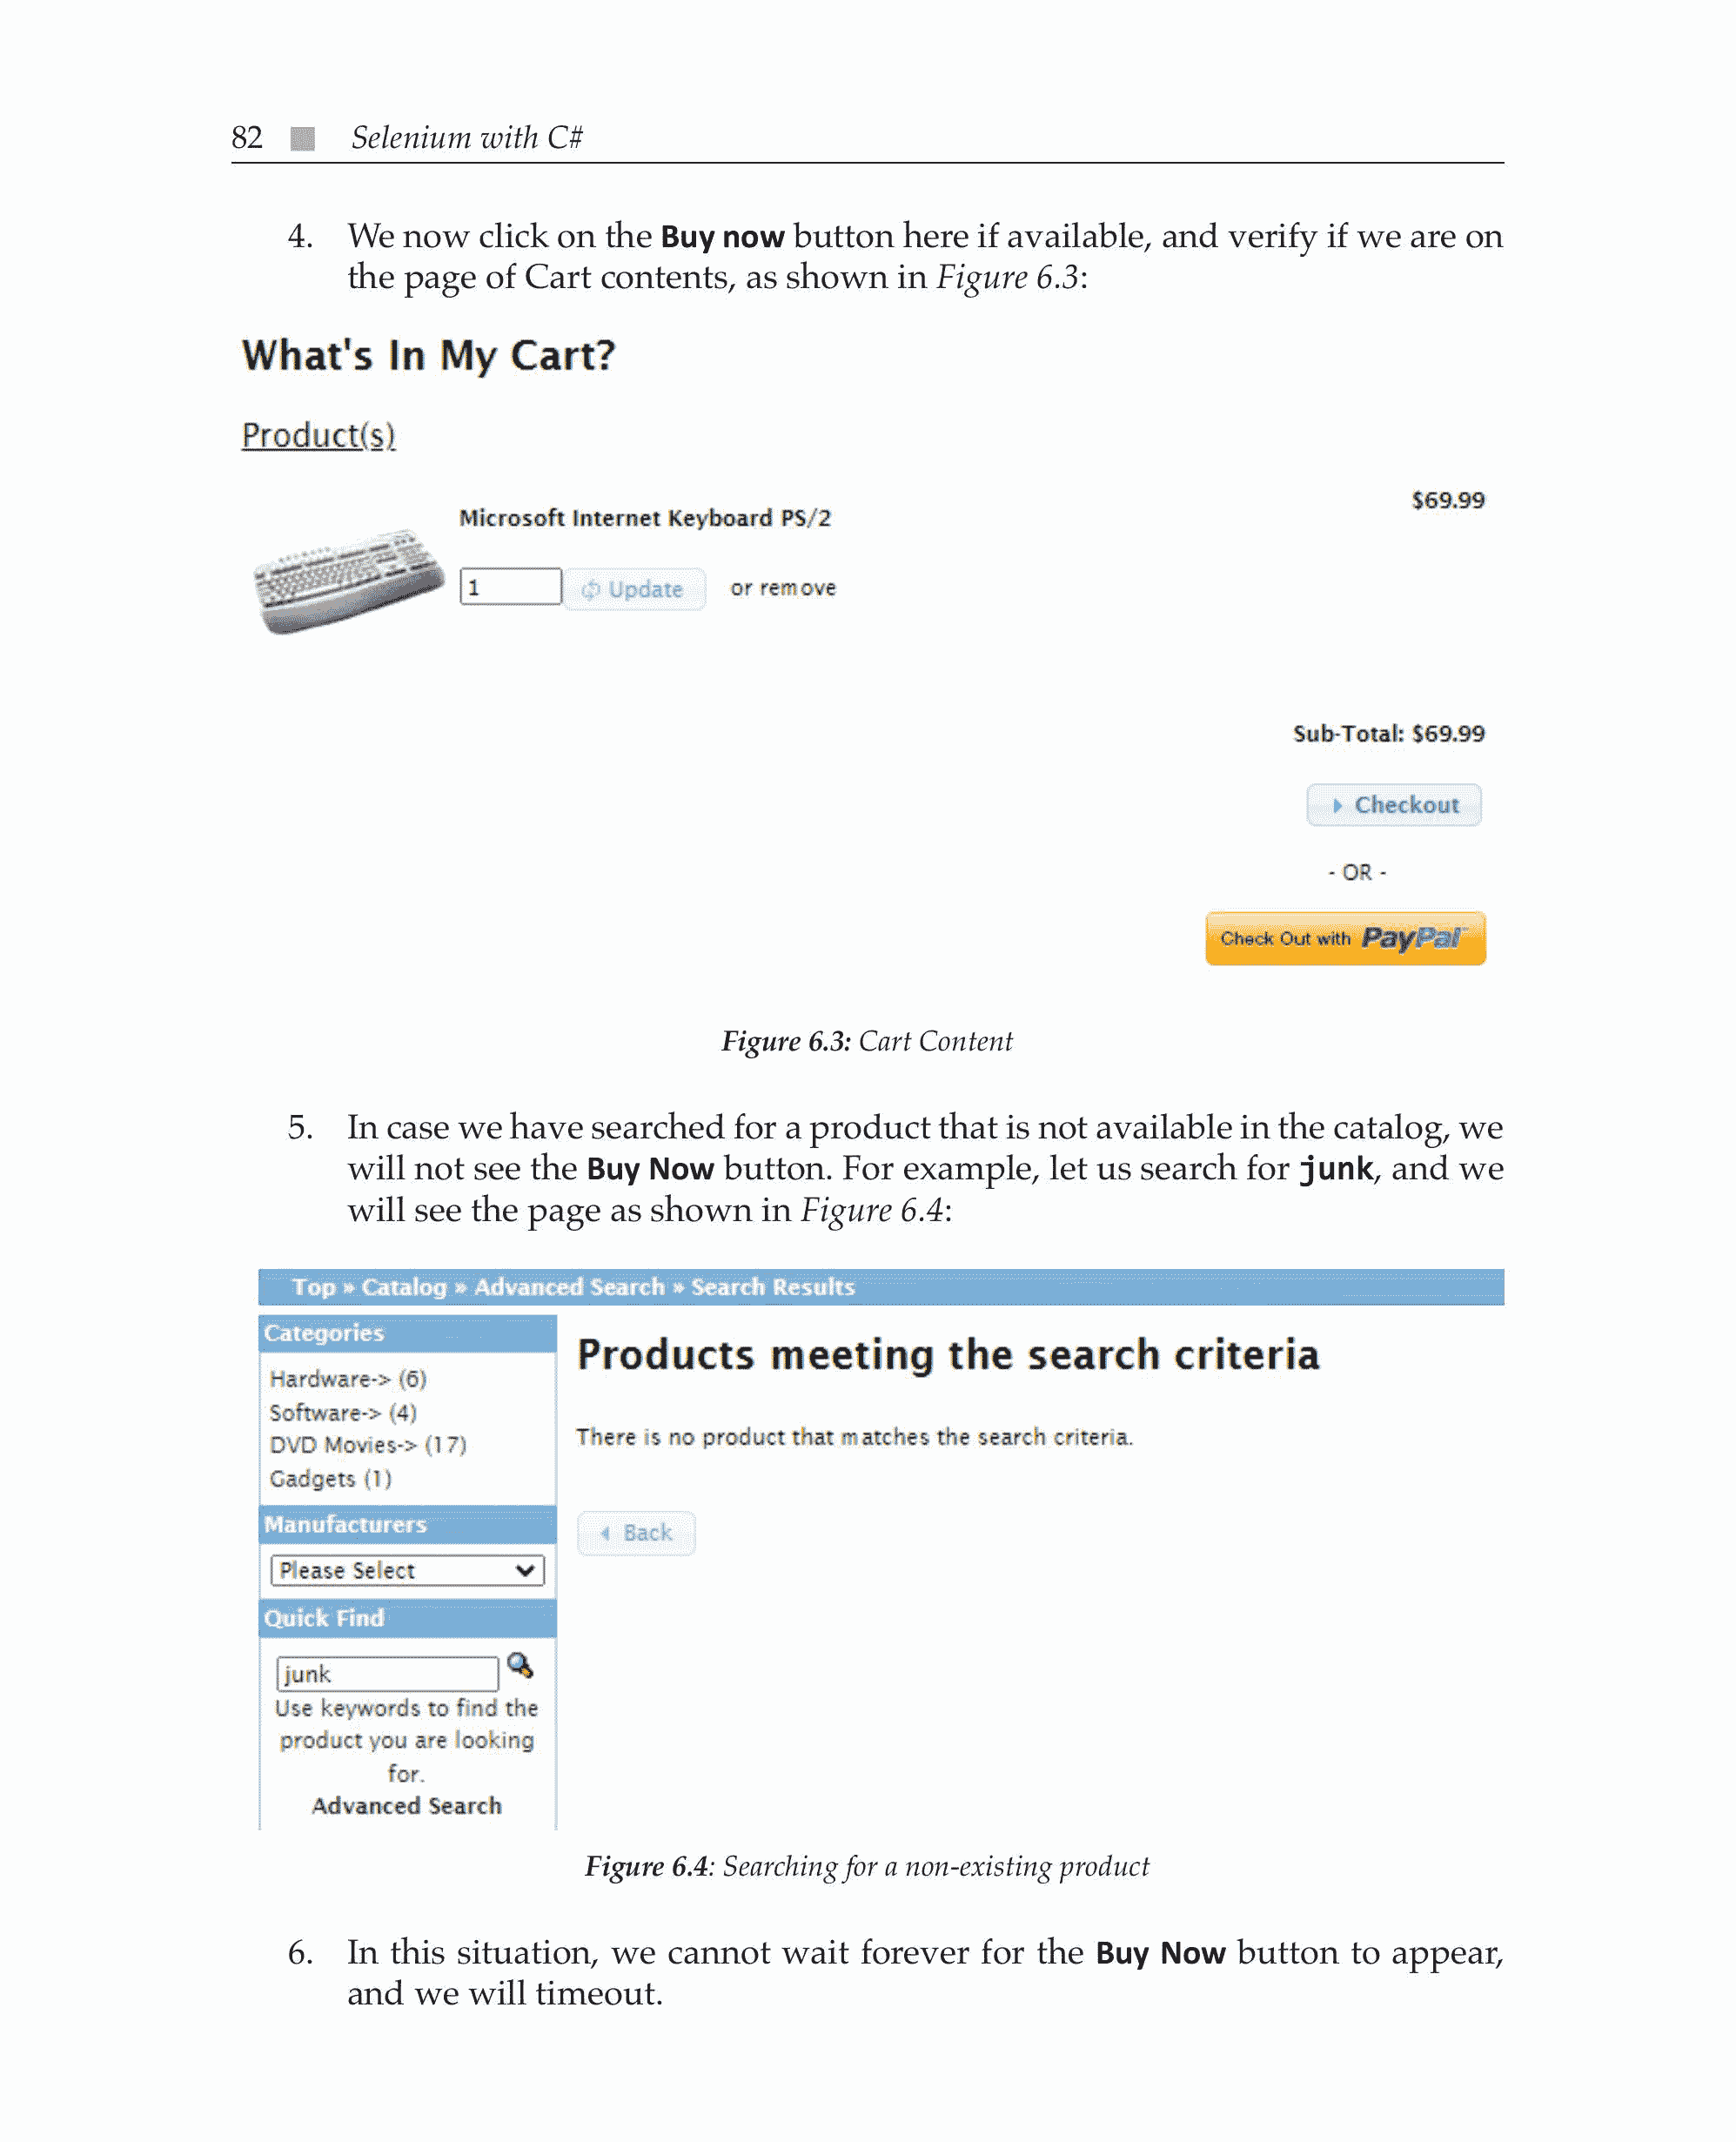 82 Selenium with C#
4. We now click on the Buy now button here if available, and verify if we are on
the page of Cart contents, as shown in Figure 6.3:
What's In My Cart?
Product(s)
$69.99
Microsoft Internet Keyboard PS/2
1 Update or remove
Sub-Total: $69.99
Checkout
- OR -
Check Out with PayPal
Figure 6.3: Cart Content
5. In case we have searched for a product that is not available in the catalog, we
will not see the Buy Now button. For example, let us search for junk, and we
will see the page as shown in Figure 6.4:
Top » Catalog » Advanced Search » Search Results
Categories
Hardware-> (6)
Software-> (4)
DVD Movies-> (17)
Gadgets (1)
Manufacturers
Please Select
Quick Find
junk
Use keywords to find the
product you are looking
for.
Advanced Search
Products meeting the search criteria
There is no product that matches the search criteria.
Back
Figure 6.4: Searching for a non-existing product
6. In this situation, we cannot wait forever for the Buy Now button to appear,
and we will timeout.